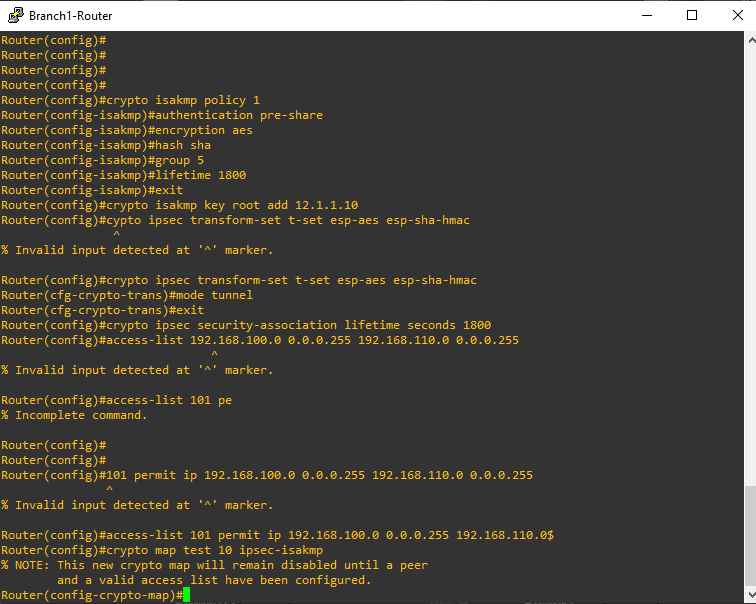 Branch1-Router
Router(config)#
Router(config)#
Router(config)#
Router(config)#
Router(config)#crypto isakmp policy 1
Router(config-isakmp)#authentication pre-share
Router(config-isakmp)#encryption aes
Router(config-isakmp)#hash sha
Router(config-isakmp)#group 5
Router(config-isakmp)#lifetime 1800
Router(config-isakmp)#exit
Router(config)#crypto isakmp key root add 12.1.1.10
Router(config)#cypto ipsec transform-set t-set esp-aes esp-sha-hmac
^
% Invalid input detected at '^' marker.
Router(config)#crypto ipsec transform-set t-set esp-aes esp-sha-hmac
Router(cfg-crypto-trans)#mode tunnel
Router(cfg-crypto-trans)#exit
Router(config)#crypto ipsec security-association lifetime seconds 1800
Router(config)#access-list 192.168.100.0 0.0.0.255 192.168.110.0 0.0.0.255
^
% Invalid input detected at '^' marker.
Router(config)#access-list 101 pe
% Incomplete command.
Router(config)#
Router(config)#
Router(config)#101 permit ip 192.168.100.0 0.0.0.255 192.168.110.0 0.0.0.255
^
% Invalid input detected at '^' marker.
Router(config)#access-list 101 permit ip 192.168.100.0 0.0.0.255 192.168.110.0$
Router(config)#crypto map test 10 ipsec-isakmp
% NOTE: This new crypto map will remain disabled until a peer
and a valid access list have been configured.
Router(config-crypto-map)#